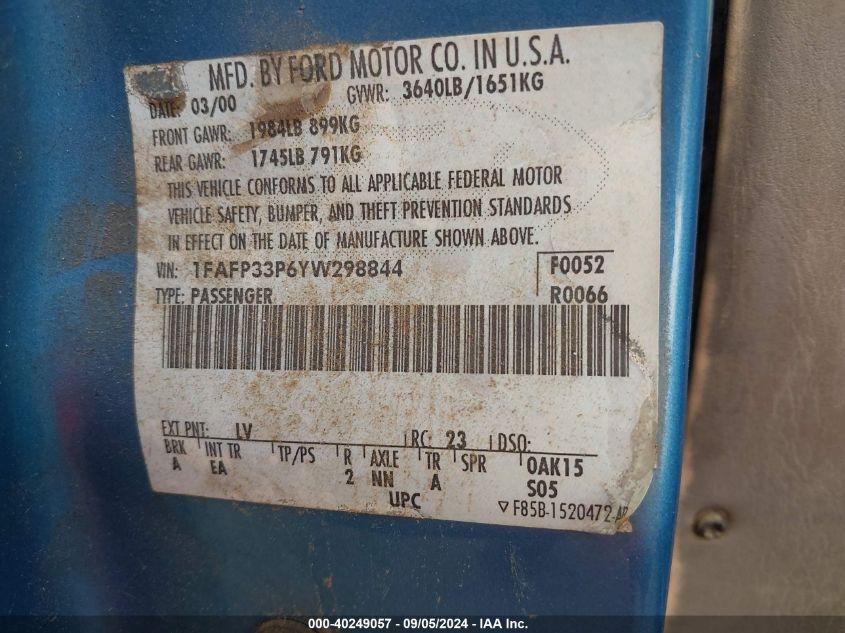 MFD. BY FORD MOTOR CO. IN U.S.A.
DATE: 03/00 GVWR: 3640LB/1651KG
FRONT GAWR: 1984LB 899KG
REAR GAWR: 1745LB 791KG
THIS VEHICLE CONFORMS TO ALL APPLICABLE FEDERAL MOTOR
VEHICLE SAFETY, BUMPER, AND THEFT PREVENTION STANDARDS
IN EFFECT ON THE DATE OF MANUFACTURE SHOWN ABOVE.
VIN: 1FAFP33P6YW298844 F0052
TYPE: PASSENGER R0066
EXT PNT: LV RC: 23 DSO:
BRK INT TR TP/PS R AXLE TR SPR 0AK15
A EA 2 NN A S05
UPC
▽ F85B-1520472-
000-40249057 - 09/05/2024 - IAA Inc.